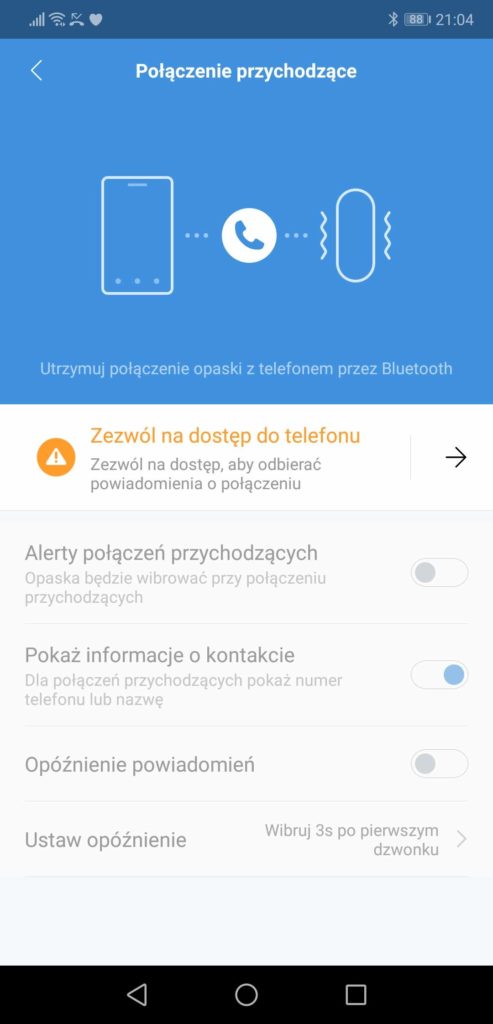 88 21:04
Połączenie przychodzące
Utrzymuj połączenie opaski z telefonem przez Bluetooth
Zezwól na dostęp do telefonu
Zezwól na dostęp, aby odbierać
powiadomienia o połączeniu
Alerty połączeń przychodzących
Opaska będzie wibrować przy połączeniu
przychodzących
Pokaż informacje o kontakcie
Dla połączeń przychodzących pokaż numer
telefonu lub nazwę
Opóźnienie powiadomień
Ustaw opóźnienie
Wibruj 3s po pierwszym
dzwonku